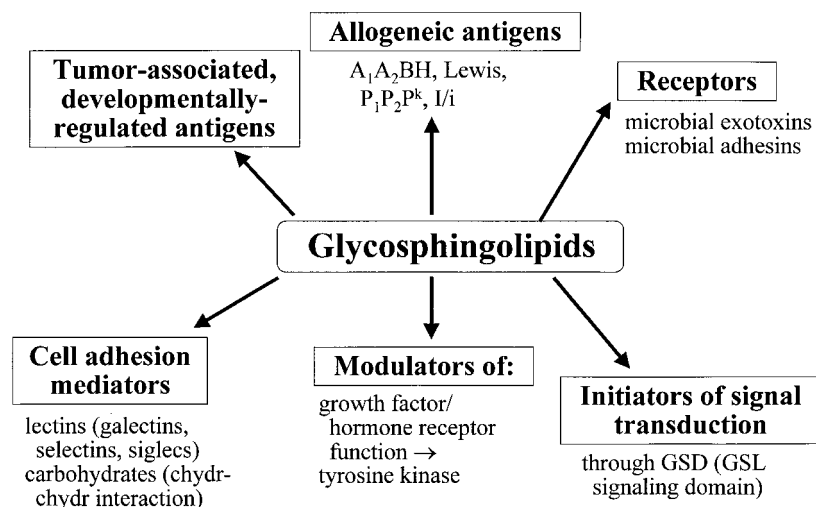 Allogeneic antigens
A₁A₂BH, Lewis,
P₁P₂Pᵏ, I/i
Tumor-associated,
developmentally-
regulated antigens
Receptors
microbial exotoxins
microbial adhesins
Glycosphingolipids
Cell adhesion
mediators
lectins (galectins,
selectins, siglecs)
carbohydrates (chydr-
chydr interaction)
Modulators of:
growth factor/
hormone receptor
function →
tyrosine kinase
Initiators of signal
transduction
through GSD (GSL
signaling domain)